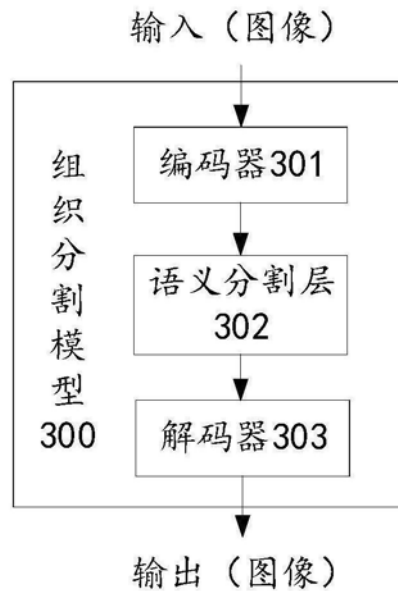 输入（图像）
组织分割模型
300
编码器301
语义分割层
302
解码器303
输出（图像）